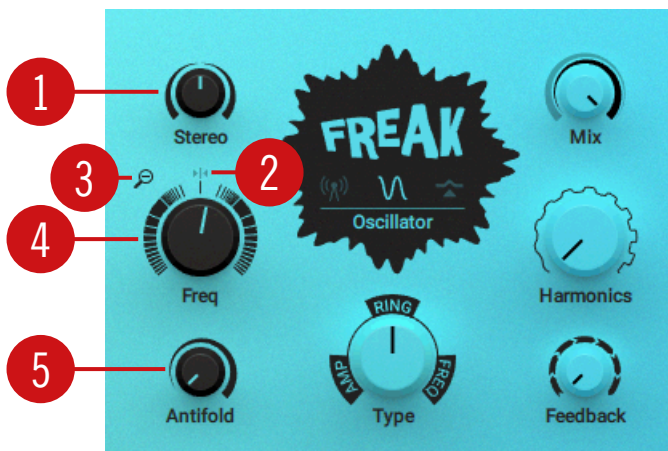 1
Stereo
FREAK
Mix
3
2
Oscillator
4
Freq
Harmonics
RING
AMP
FREQ
5
Antifold
Type
Feedback